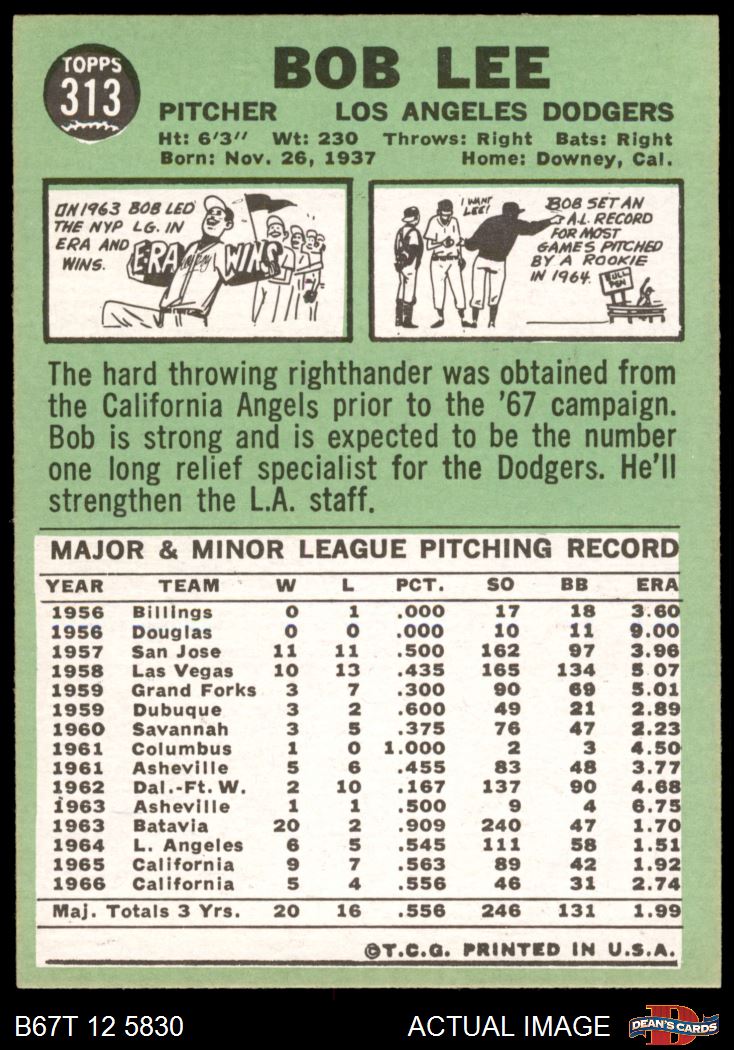 TOPPS
313
BOB LEE
PITCHER LOS ANGELES DODGERS
Ht: 6'3" Wt: 230 Throws: Right Bats: Right
Born: Nov. 26, 1937 Home: Downey, Cal.
IN 1963 BOB LED
THE NYP LG. IN
ERA AND
WINS.
ERA WINS
I WANT
LEE!
BOB SET AN
A.L. RECORD
FOR MOST
GAMES PITCHED
BY A ROOKIE
IN 1964.
BULL
PEN
The hard throwing righthander was obtained from
the California Angels prior to the '67 campaign.
Bob is strong and is expected to be the number
one long relief specialist for the Dodgers. He'll
strengthen the L.A. staff.
MAJOR & MINOR LEAGUE PITCHING RECORD
YEAR TEAM W L PCT. SO BB ERA
1956 Billings 0 1 .000 17 18 3.60
1956 Douglas 0 0 .000 10 11 9.00
1957 San Jose 11 11 .500 162 97 3.96
1958 Las Vegas 10 13 .435 165 134 5.07
1959 Grand Forks 3 7 .300 90 69 5.01
1959 Dubuque 3 2 .600 49 21 2.89
1960 Savannah 3 5 .375 76 47 2.23
1961 Columbus 1 0 1.000 2 3 4.50
1961 Asheville 5 6 .455 83 48 3.77
1962 Dal.-Ft. W. 2 10 .167 137 90 4.68
1963 Asheville 1 1 .500 9 4 6.75
1963 Batavia 20 2 .909 240 47 1.70
1964 L. Angeles 6 5 .545 111 58 1.51
1965 California 9 7 .563 89 42 1.92
1966 California 5 4 .556 46 31 2.74
Maj. Totals 3 Yrs. 20 16 .556 246 131 1.99
©T.C.G. PRINTED IN U.S.A.
B67T 12 5830 ACTUAL IMAGE
D
DEAN'S CARDS